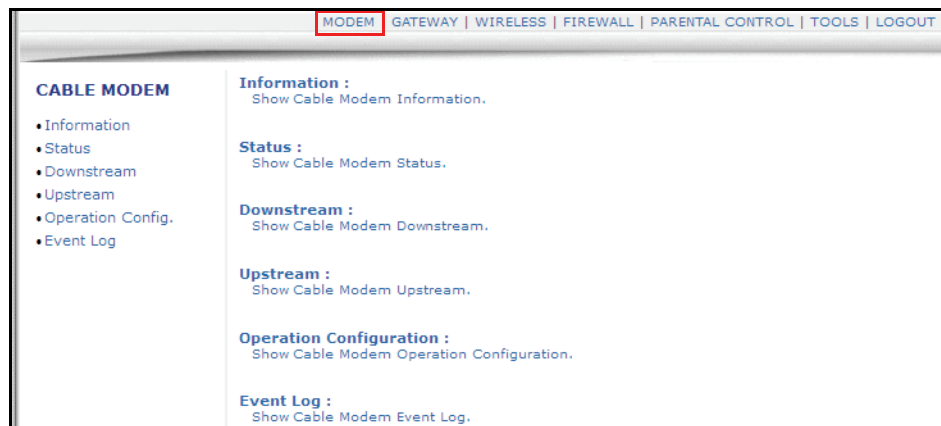 MODEM | GATEWAY | WIRELESS | FIREWALL | PARENTAL CONTROL | TOOLS | LOGOUT
CABLE MODEM
• Information
• Status
• Downstream
• Upstream
• Operation Config.
• Event Log
Information :
Show Cable Modem Information.
Status :
Show Cable Modem Status.
Downstream :
Show Cable Modem Downstream.
Upstream :
Show Cable Modem Upstream.
Operation Configuration :
Show Cable Modem Operation Configuration.
Event Log :
Show Cable Modem Event Log.